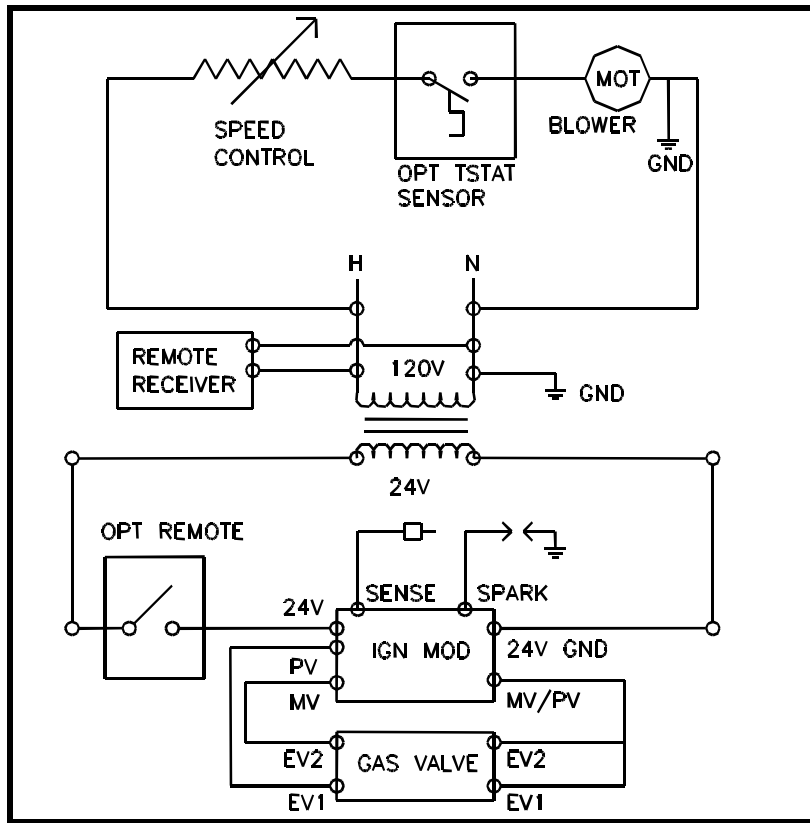 SPEED
CONTROL
OPT TSTAT
SENSOR
MOT
BLOWER
GND
H
N
REMOTE
RECEIVER
120V
GND
24V
OPT REMOTE
SENSE
SPARK
24V
IGN MOD
24V GND
PV
MV
MV/PV
EV2
GAS VALVE
EV2
EV1
EV1